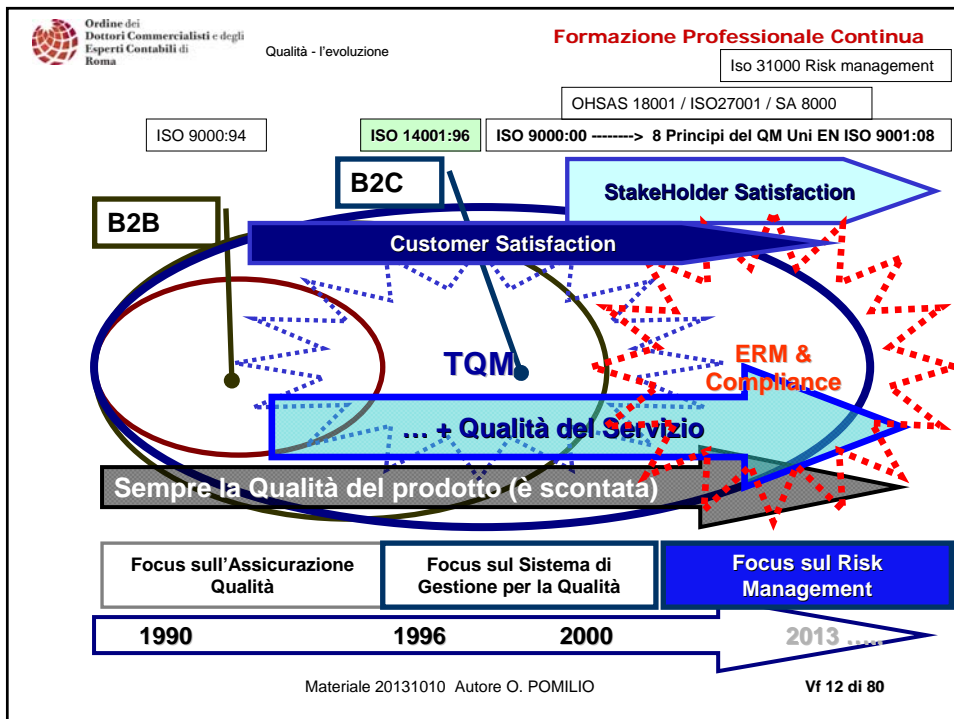 Ordine dei
Dottori Commercialisti e degli
Esperti Contabili di
Roma
Qualità - l'evoluzione
Formazione Professionale Continua
Iso 31000 Risk management
OHSAS 18001 / ISO27001 / SA 8000
ISO 9000:94
ISO 14001:96
ISO 9000:00 --------> 8 Principi del QM Uni EN ISO 9001:08
B2C
StakeHolder Satisfaction
B2B
Customer Satisfaction
TQM
ERM &
Compliance
... + Qualità del Servizio
Sempre la Qualità del prodotto (è scontata)
Focus sull'Assicurazione
Qualità
Focus sul Sistema di
Gestione per la Qualità
Focus sul Risk
Management
1990
1996
2000
2013 .....
Materiale 20131010 Autore O. POMILIO
Vf 12 di 80